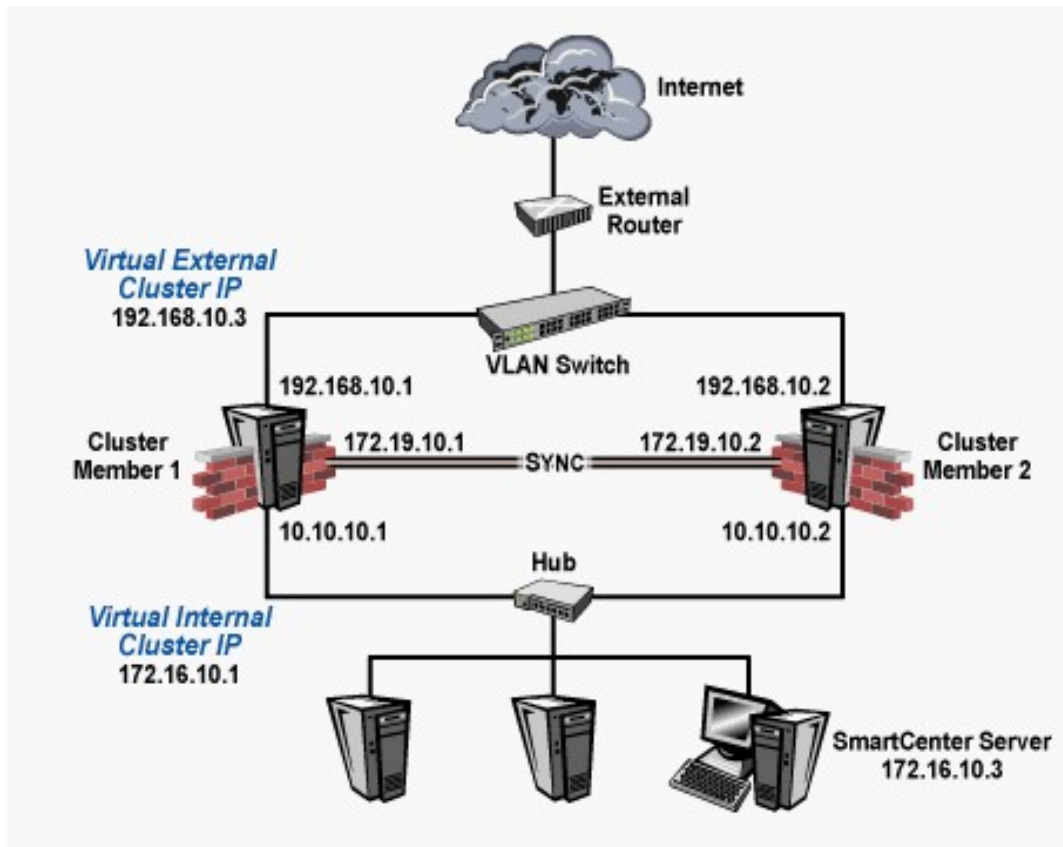 Internet
External
Router
Virtual External
Cluster IP
192.168.10.3
VLAN Switch
192.168.10.1
192.168.10.2
Cluster
Member 1
172.19.10.1
SYNC
172.19.10.2
Cluster
Member 2
10.10.10.1
10.10.10.2
Hub
Virtual Internal
Cluster IP
172.16.10.1
SmartCenter Server
172.16.10.3